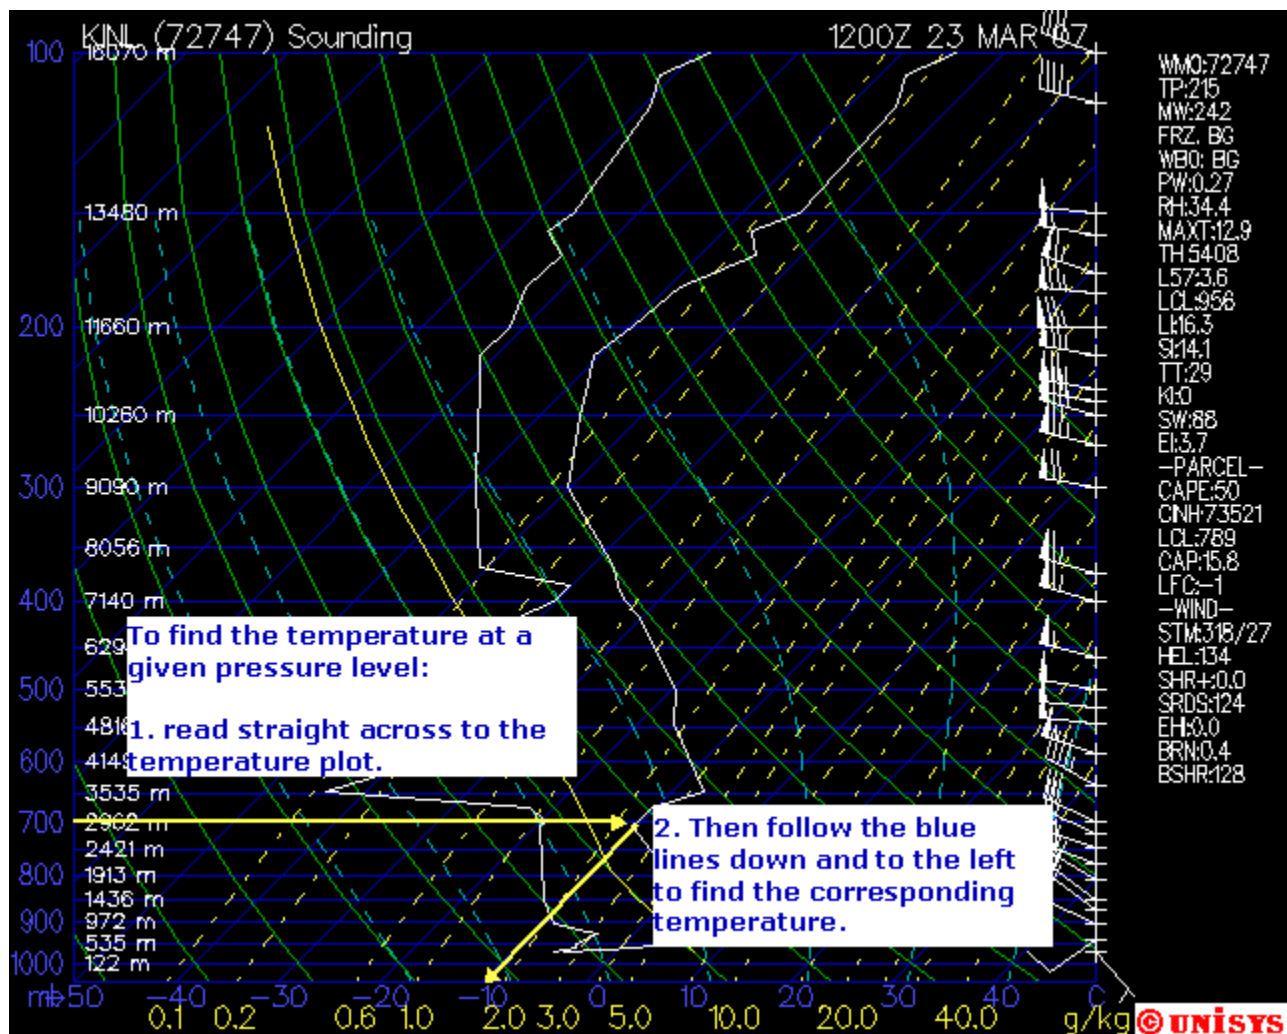 KINL (72747) Sounding
1200Z 23 MAR 07
100
16070 m
13480 m
200
11660 m
10260 m
300
9090 m
8056 m
400
7140 m
629
500
553
4816
600
414
3535 m
700
2962 m
2421 m
800
1913 m
1436 m
900
972 m
535 m
1000
122 m
To find the temperature at a
given pressure level:
1. read straight across to the
temperature plot.
2. Then follow the blue
lines down and to the left
to find the corresponding
temperature.
mb -50 -40 -30 -20 -10 0 10 20 30 40 C
0.1 0.2 0.6 1.0 2.0 3.0 5.0 10.0 20.0 40.0 g/kg
WMO:72747
TP:215
MW:242
FRZ: BG
WB0: BG
PW:0.27
RH:34.4
MAXT:12.9
TH:5408
L57:3.6
LCL:956
LI:16.3
SI:14.1
TT:29
KI:0
SW:88
EI:3.7
-PARCEL-
CAPE:50
CINH:73521
LCL:789
CAP:15.8
LFC:-1
-WIND-
STM:318/27
HEL:134
SHR+:0.0
SRDS:124
EHI:0.0
BRN:0.4
BSHR:128
© UNISYS